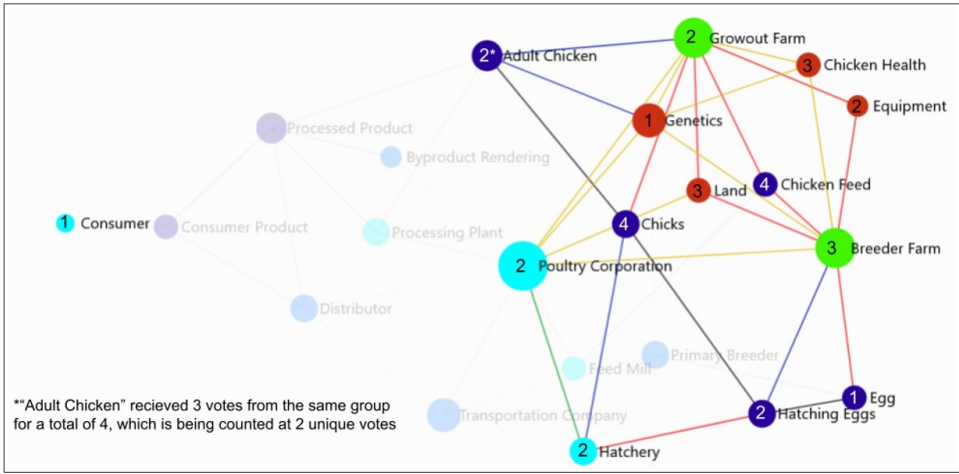 2 Growout Farm
2* Adult Chicken
3 Chicken Health
2 Equipment
1 Genetics
Processed Product
Byproduct Rendering
4 Chicken Feed
3 Land
1 Consumer
Consumer Product
Processing Plant
4 Chicks
3 Breeder Farm
2 Poultry Corporation
Distributor
Primary Breeder
Feed Mill
1 Egg
2 Hatching Eggs
Transportation Company
*“Adult Chicken” recieved 3 votes from the same group
for a total of 4, which is being counted at 2 unique votes
2 Hatchery